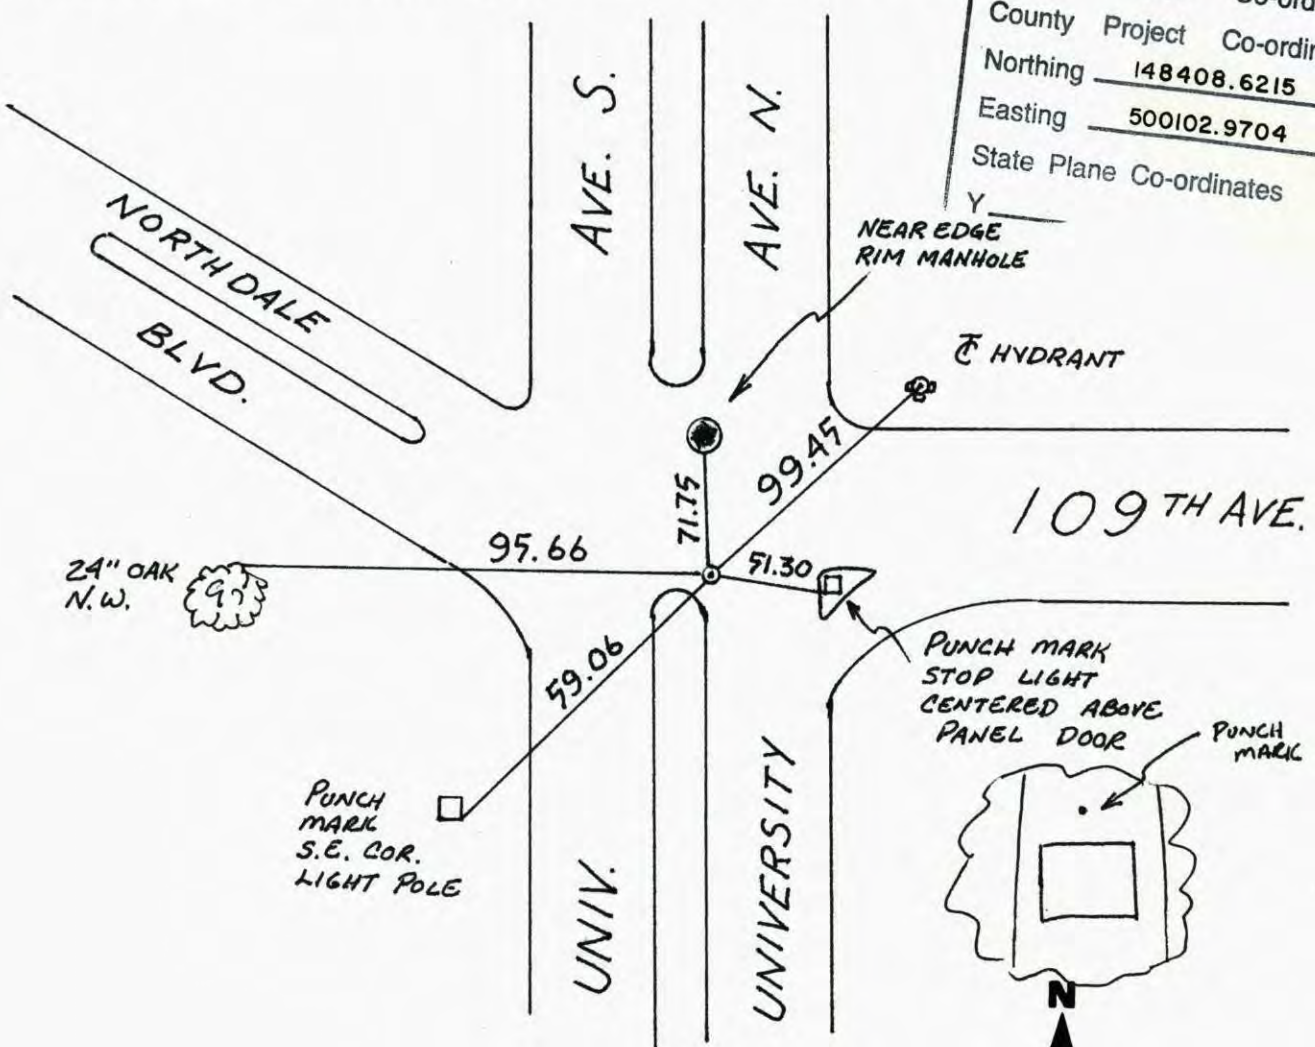 County Project
Northing 148408.6215
Easting 500102.9704
State Plane Co-ordinates
Y
AVE. S.
AVE. N.
NORTHDALE
BLVD.
NEAR EDGE
RIM MANHOLE
HYDRANT
99.45
71.75
109TH AVE.
95.66
51.30
24" OAK
N.W.
59.06
PUNCH MARK
STOP LIGHT
CENTERED ABOVE
PANEL DOOR
PUNCH
MARK
PUNCH
MARK
S.E. COR.
LIGHT POLE
UNIV.
UNIVERSITY
N